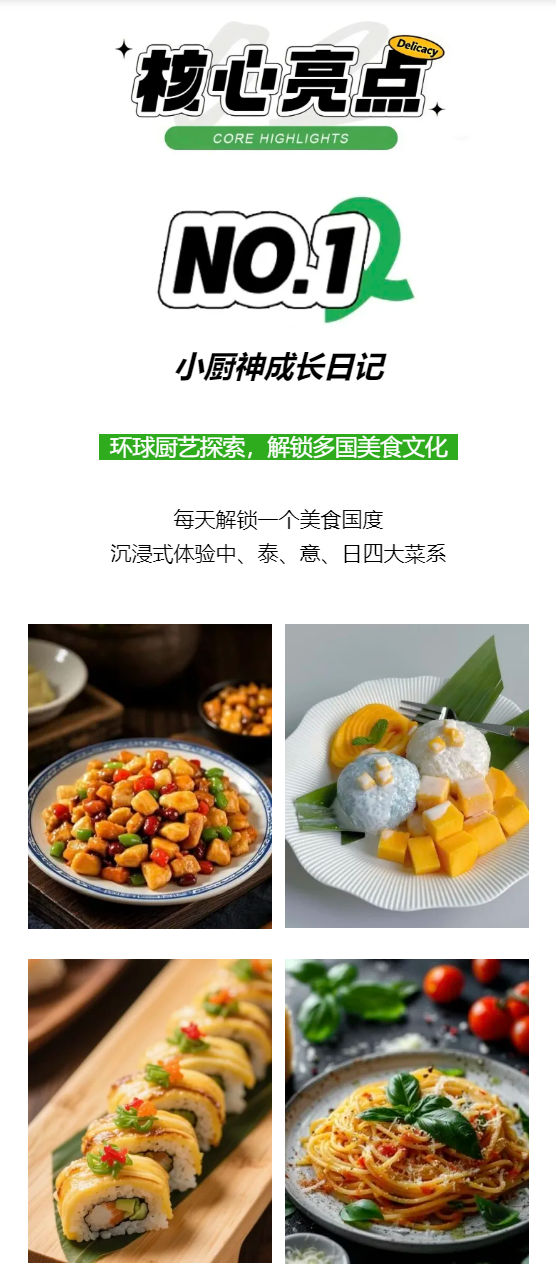 Delicacy
核心亮点
CORE HIGHLIGHTS
NO.1
小厨神成长日记
环球厨艺探索，解锁多国美食文化
每天解锁一个美食国度
沉浸式体验中、泰、意、日四大菜系